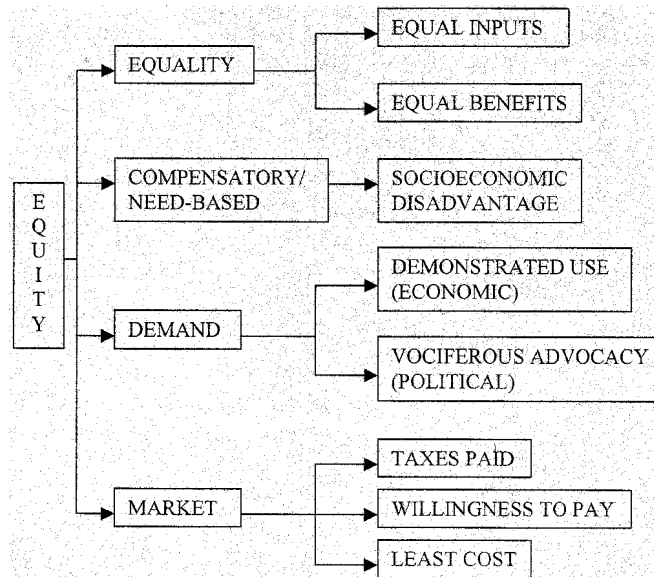 EQUITY
EQUALITY
EQUAL INPUTS
EQUAL BENEFITS
COMPENSATORY/
NEED-BASED
SOCIOECONOMIC
DISADVANTAGE
DEMAND
DEMONSTRATED USE
(ECONOMIC)
VOCIFEROUS ADVOCACY
(POLITICAL)
MARKET
TAXES PAID
WILLINGNESS TO PAY
LEAST COST